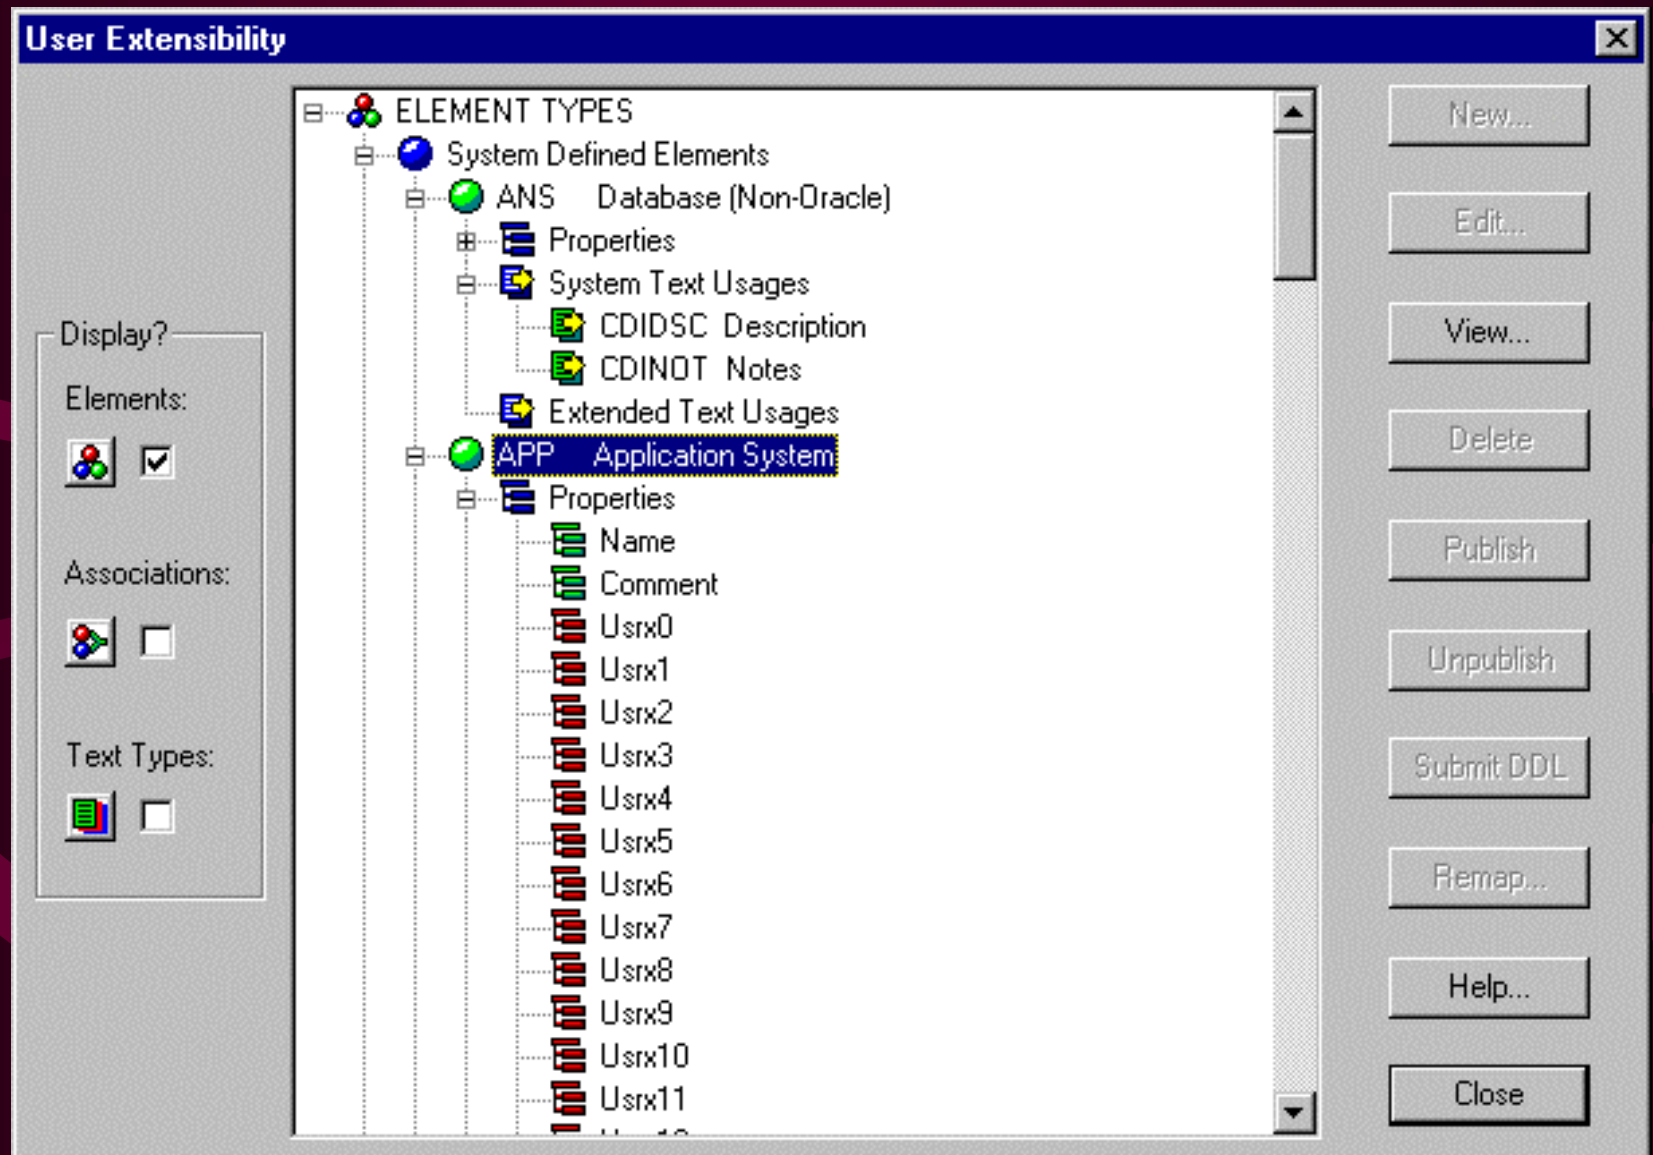 User Extensibility
ELEMENT TYPES
System Defined Elements
ANS Database (Non-Oracle)
Properties
System Text Usages
CDIDSC Description
CDINOT Notes
Extended Text Usages
APP Application System
Properties
Name
Comment
Usrx0
Usrx1
Usrx2
Usrx3
Usrx4
Usrx5
Usrx6
Usrx7
Usrx8
Usrx9
Usrx10
Usrx11
Display?
Elements:
Associations:
Text Types:
New...
Edit...
View...
Delete
Publish
Unpublish
Submit DDL
Remap...
Help...
Close